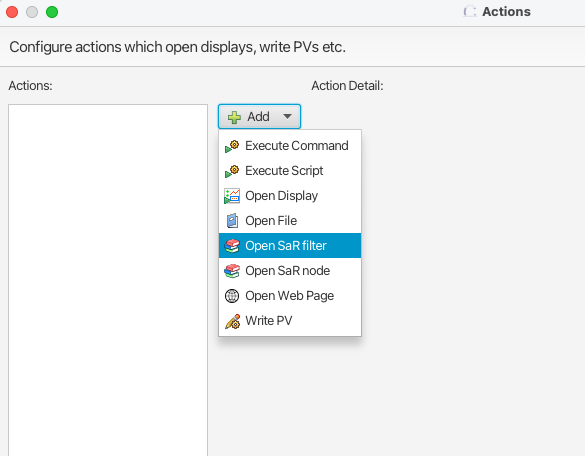 Actions
Configure actions which open displays, write PVs etc.
Actions:
Action Detail:
Add
Execute Command
Execute Script
Open Display
Open File
Open SaR filter
Open SaR node
Open Web Page
Write PV